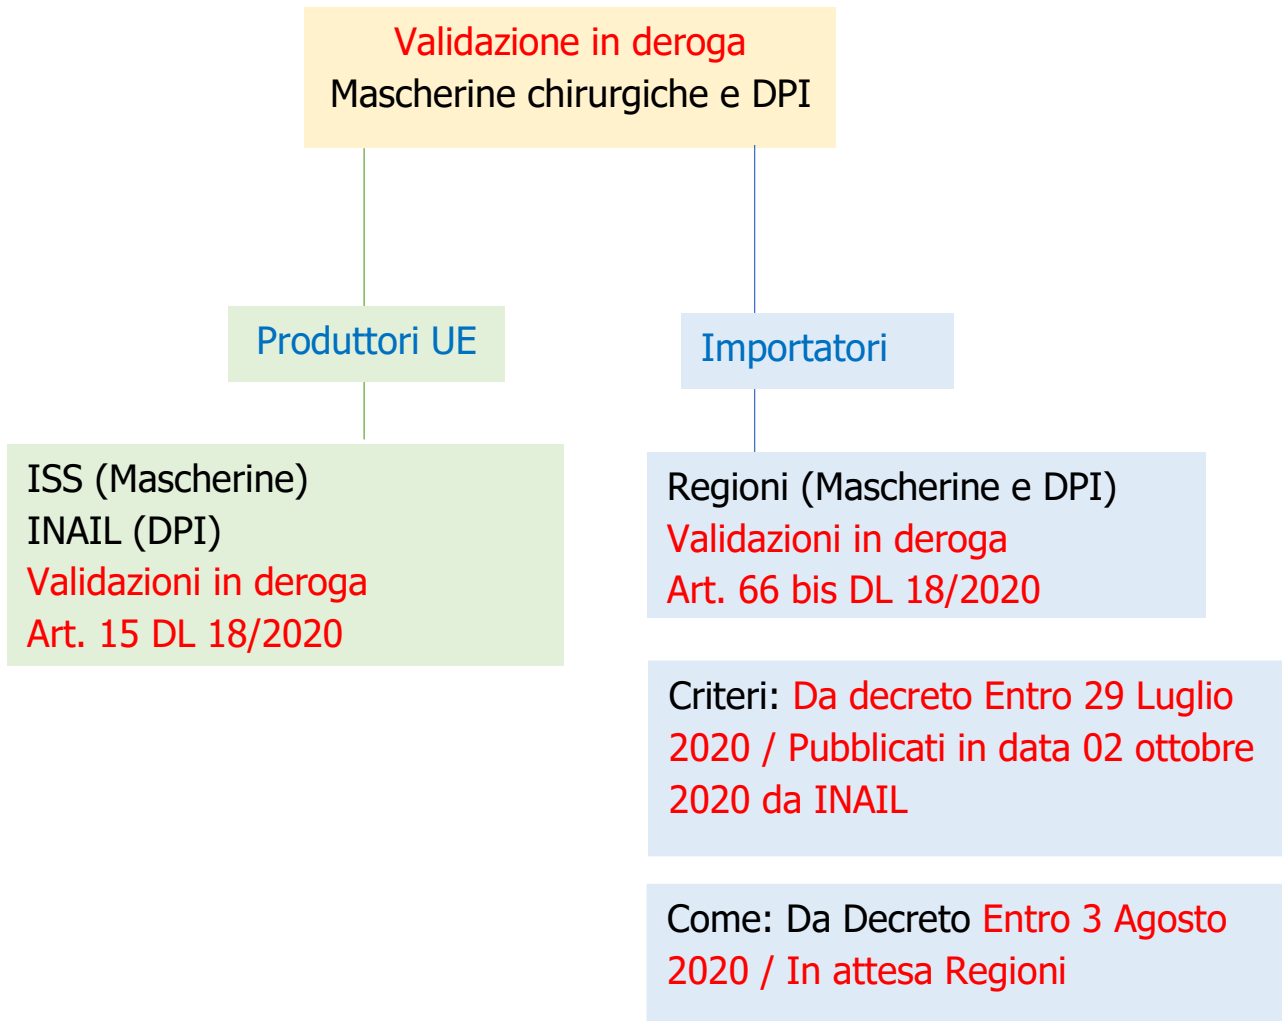 Validazione in deroga
Mascherine chirurgiche e DPI
Produttori UE
Importatori
ISS (Mascherine)
INAIL (DPI)
Validazioni in deroga
Art. 15 DL 18/2020
Regioni (Mascherine e DPI)
Validazioni in deroga
Art. 66 bis DL 18/2020
Criteri: Da decreto Entro 29 Luglio
2020 / Pubblicati in data 02 ottobre
2020 da INAIL
Come: Da Decreto Entro 3 Agosto
2020 / In attesa Regioni